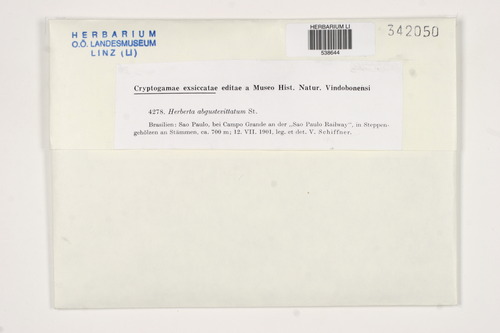 HERBARIUM
O.Ö. LANDESMUSEUM
LINZ (LI)
HERBARIUM LI
538644
342050
Cryptogamae exsiccatae editae a Museo Hist. Natur. Vindobonensi
4278. Herberta abgustevittatum St.
Brasilien: Sao Paulo, bei Campo Grande an der „Sao Paulo Railway“, in Steppen-
gehölzen an Stämmen, ca. 700 m; 12. VII. 1901, leg. et det. V. Schiffner.